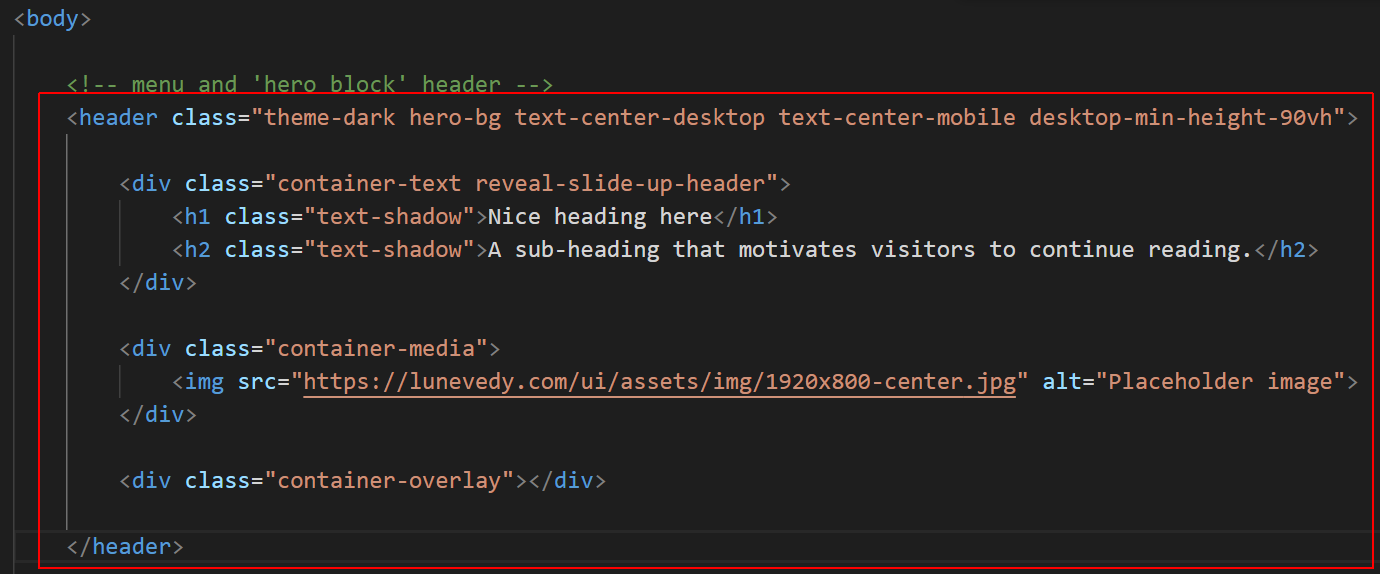 <body>
<!-- menu and 'hero block' header -->
<header class="theme-dark hero-bg text-center-desktop text-center-mobile desktop-min-height-90vh">
<div class="container-text reveal-slide-up-header">
<h1 class="text-shadow">Nice heading here</h1>
<h2 class="text-shadow">A sub-heading that motivates visitors to continue reading.</h2>
</div>
<div class="container-media">
<img src="https://lunevedy.com/ui/assets/img/1920x800-center.jpg" alt="Placeholder image">
</div>
<div class="container-overlay"></div>
</header>